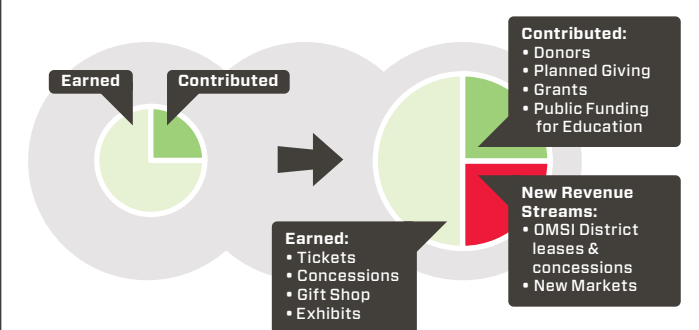 Earned
Contributed
Contributed:
• Donors
• Planned Giving
• Grants
• Public Funding
for Education
New Revenue
Streams:
• OMSI District
leases &
concessions
• New Markets
Earned:
• Tickets
• Concessions
• Gift Shop
• Exhibits